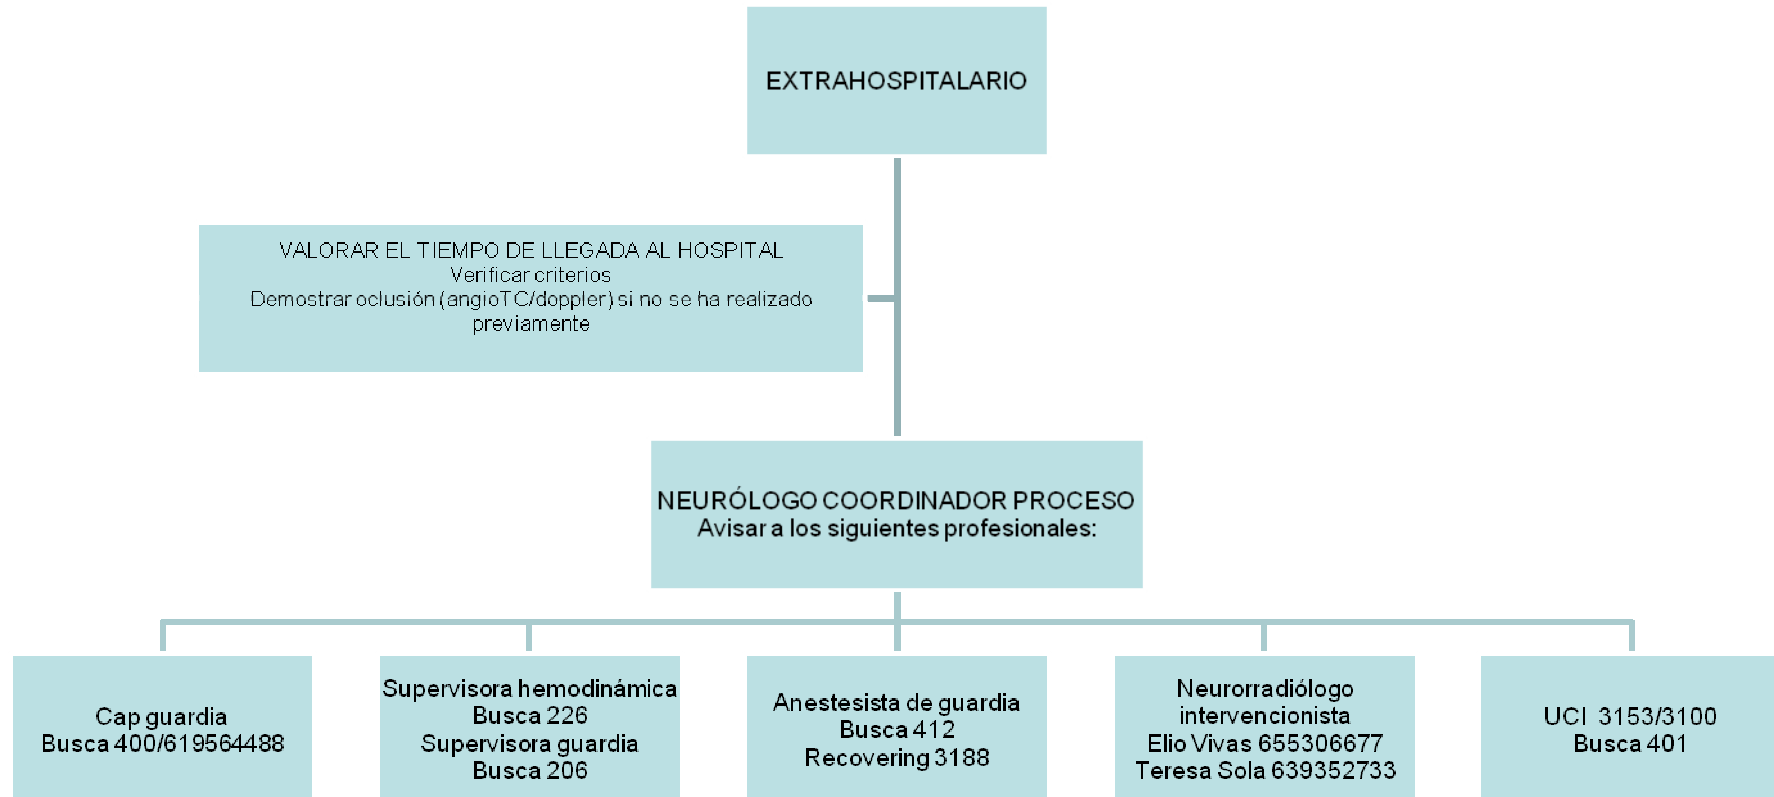 EXTRAHOSPITALARIO
VALORAR EL TIEMPO DE LLEGADA AL HOSPITAL
Verificar criterios
Demostrar oclusión (angioTC/doppler) si no se ha realizado
previamente
NEURÓLOGO COORDINADOR PROCESO
Avisar a los siguientes profesionales:
Cap guardia
Busca 400/619564488
Supervisora hemodinámica
Busca 226
Supervisora guardia
Busca 206
Anestesista de guardia
Busca 412
Recovering 3188
Neurorradiólogo
intervencionista
Elio Vivas 655306677
Teresa Sola 639352733
UCI 3153/3100
Busca 401